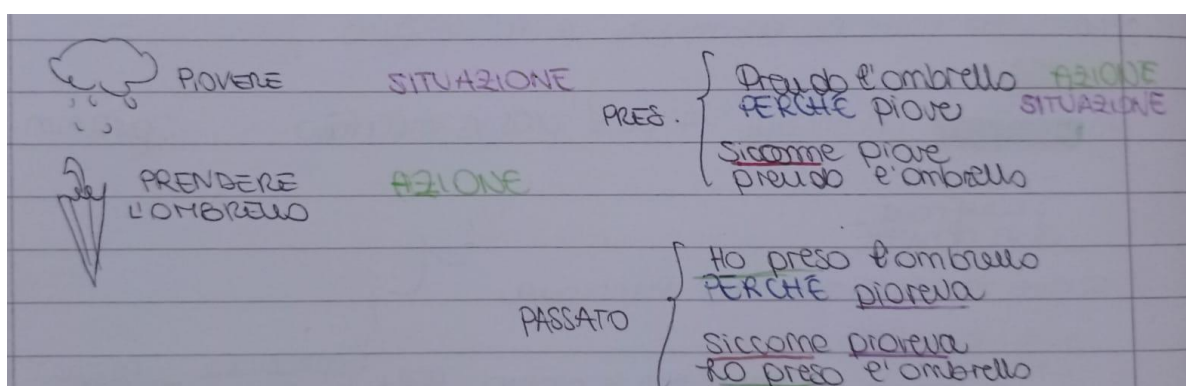 PIOVERE SITUAZIONE
PRENDERE AZIONE
L'OMBRELLO
PRES.
Prendo l'ombrello AZIONE
PERCHÉ piove SITUAZIONE
siccome piove
prendo l'ombrello
PASSATO
Ho preso l'ombrello
PERCHÉ pioveva
siccome pioveva
ho preso l'ombrello